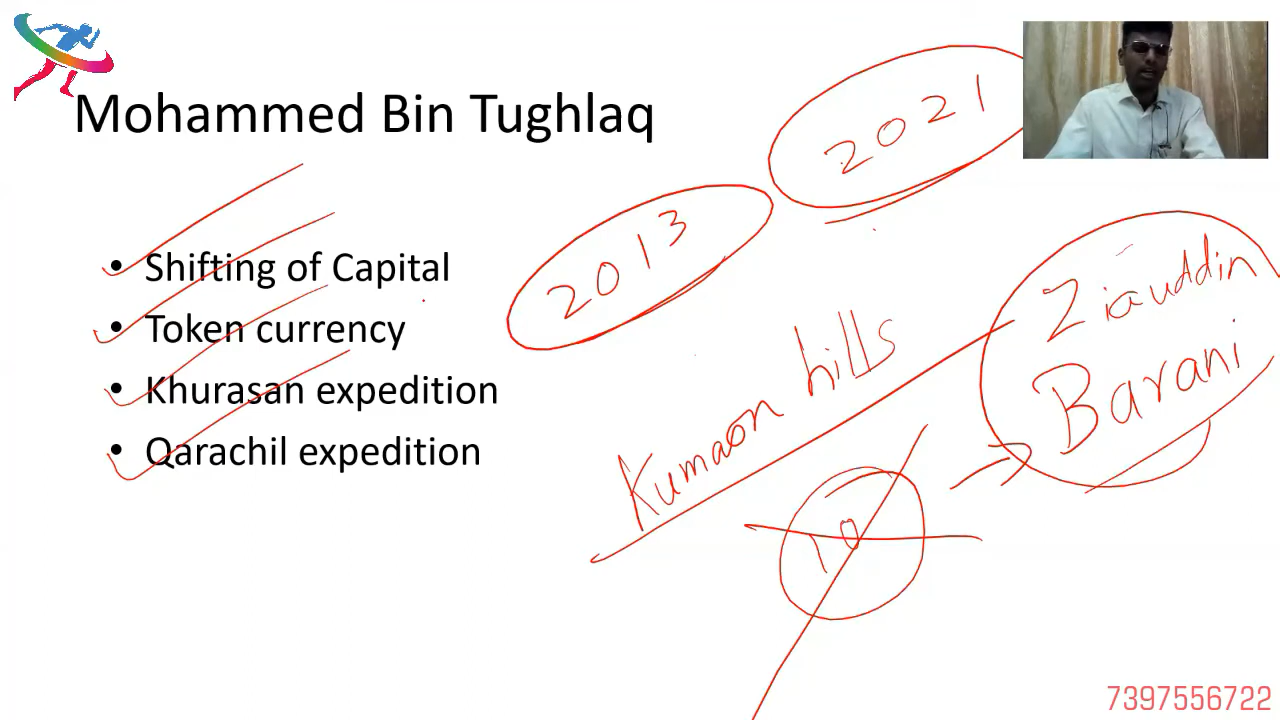 Mohammed Bin Tughlaq
2021
2013
• Shifting of Capital
• Token currency
• Khurasan expedition
• Qarachil expedition
Kumaon hills
Ziauddin
Barani
10
7397556722